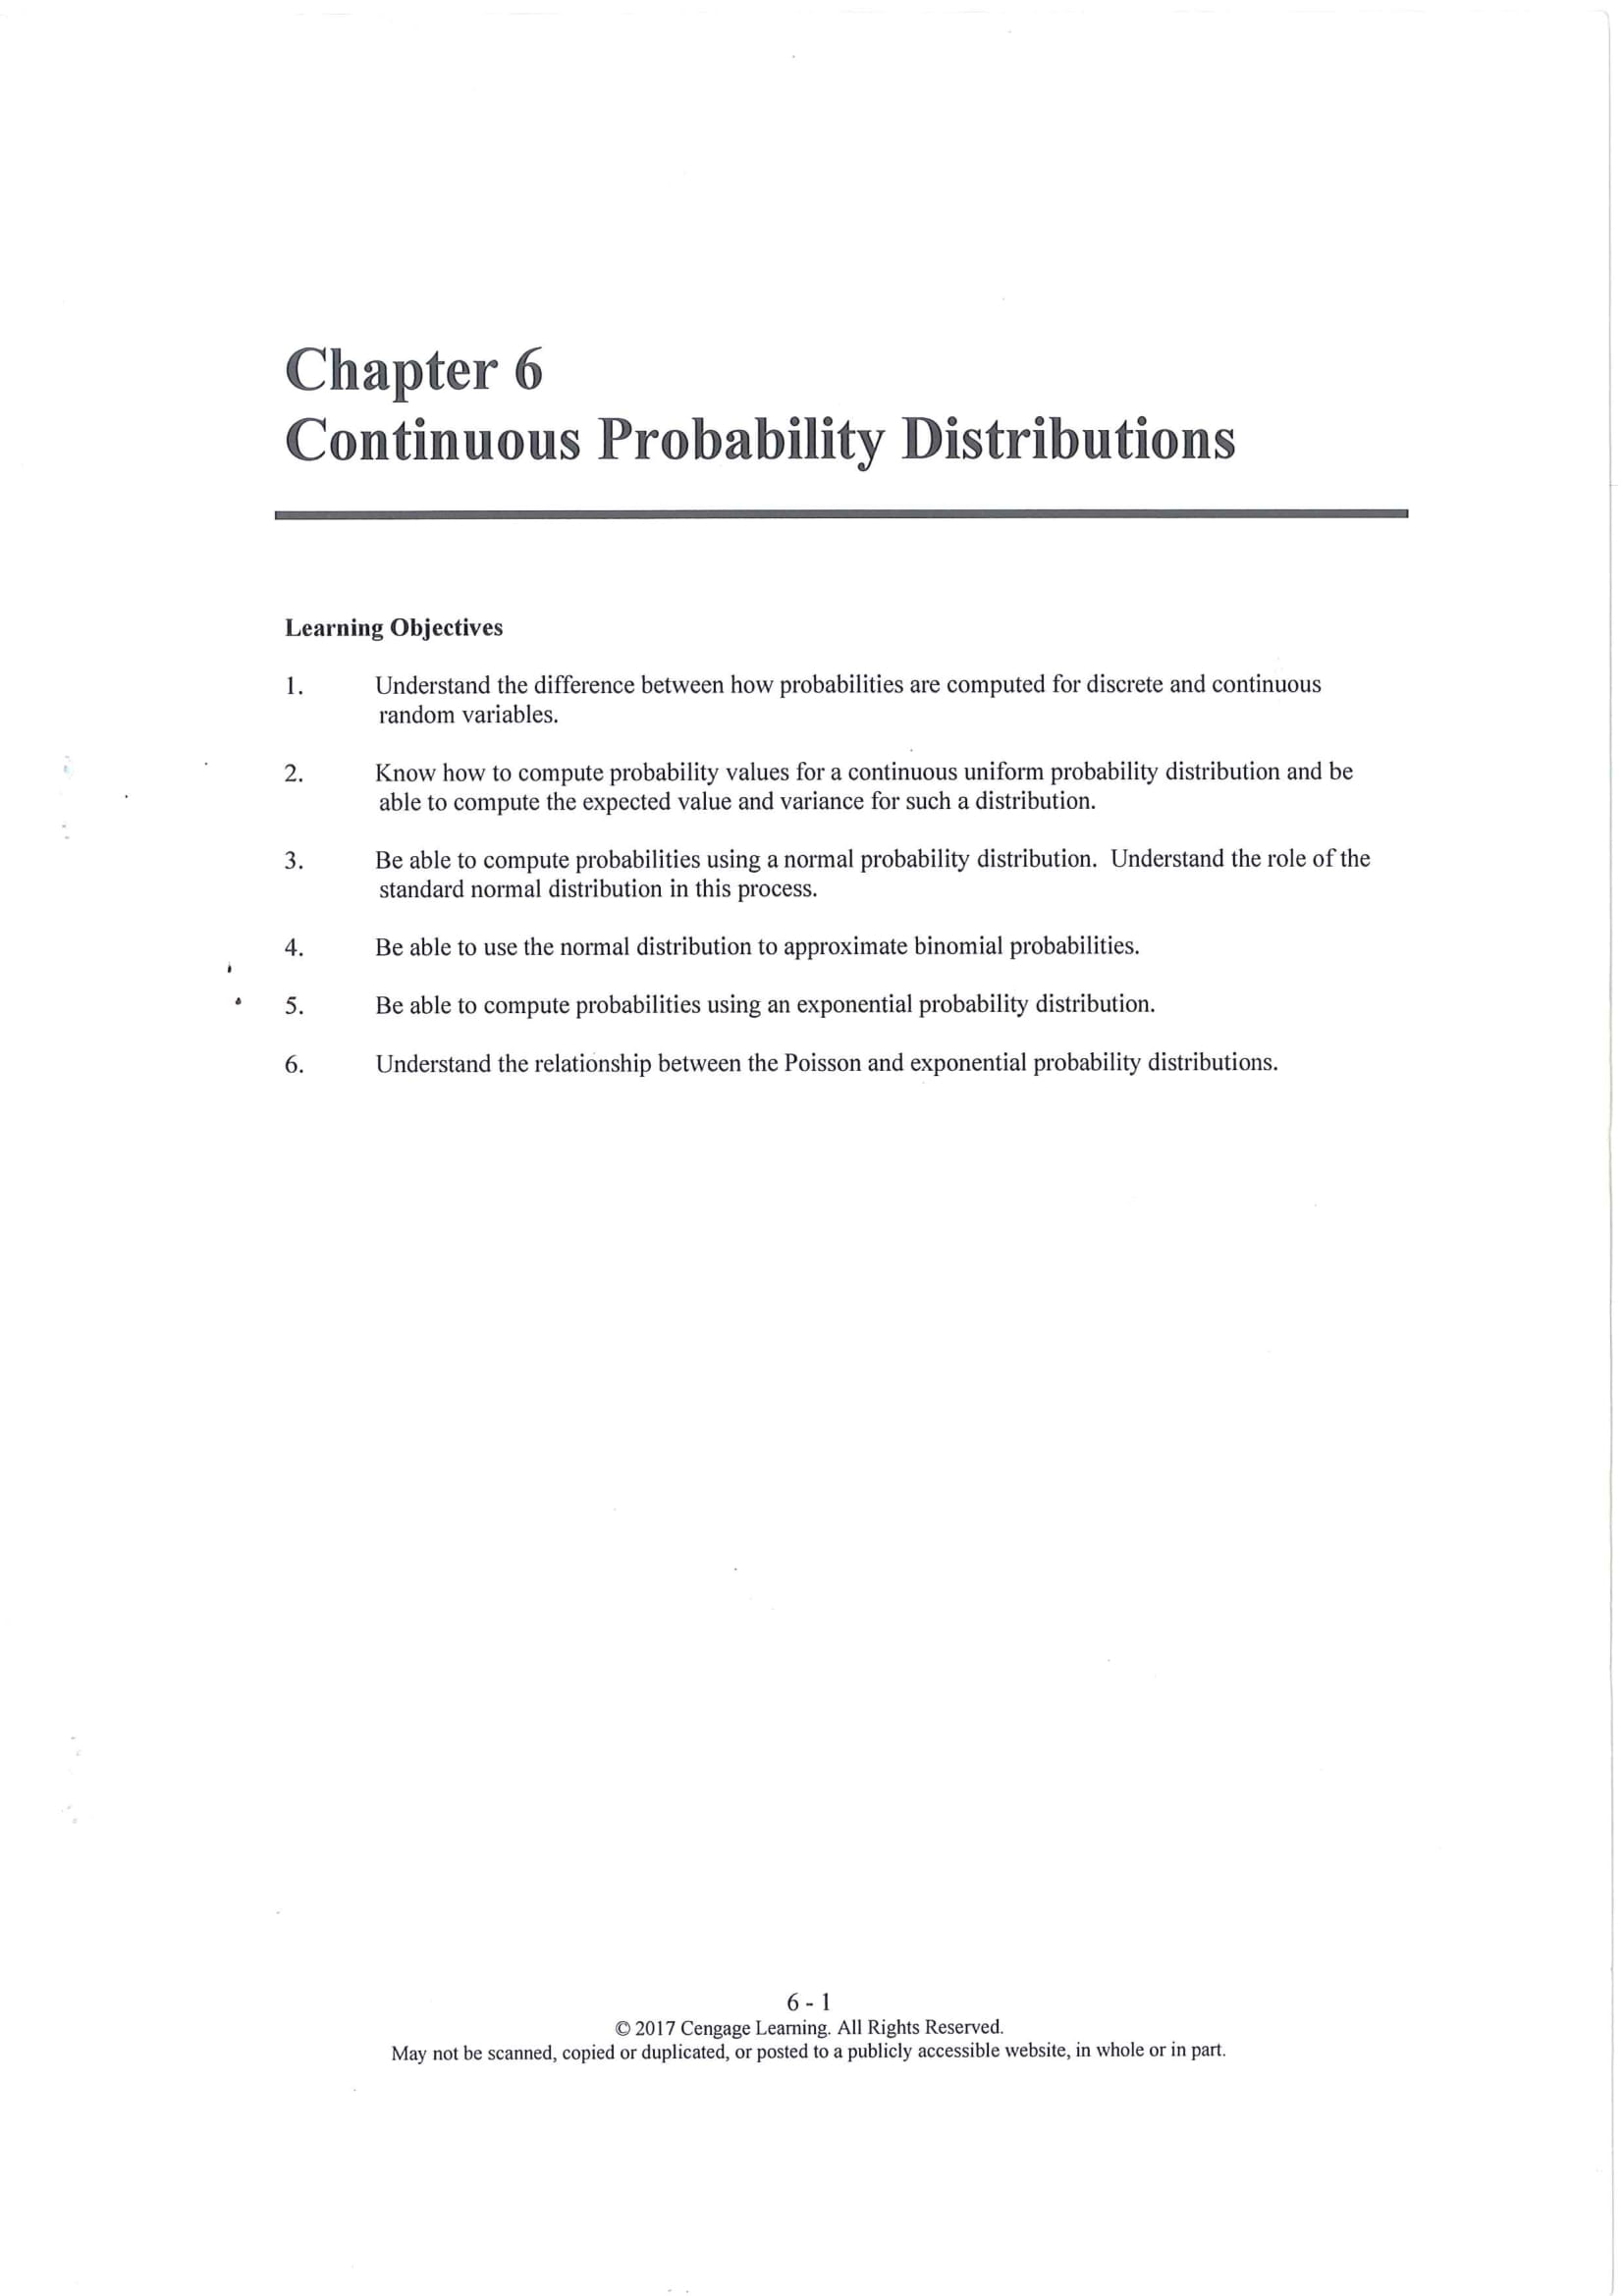 Chapter 6
Continuous Probability Distributions
Learning Objectives
1. Understand the difference between how probabilities are computed for discrete and continuous
random variables.
2. Know how to compute probability values for a continuous uniform probability distribution and be
able to compute the expected value and variance for such a distribution.
3. Be able to compute probabilities using a normal probability distribution. Understand the role of the
standard normal distribution in this process.
4. Be able to use the normal distribution to approximate binomial probabilities.
5. Be able to compute probabilities using an exponential probability distribution.
6. Understand the relationship between the Poisson and exponential probability distributions.
6 - 1
© 2017 Cengage Learning. All Rights Reserved.
May not be scanned, copied or duplicated, or posted to a publicly accessible website, in whole or in part.